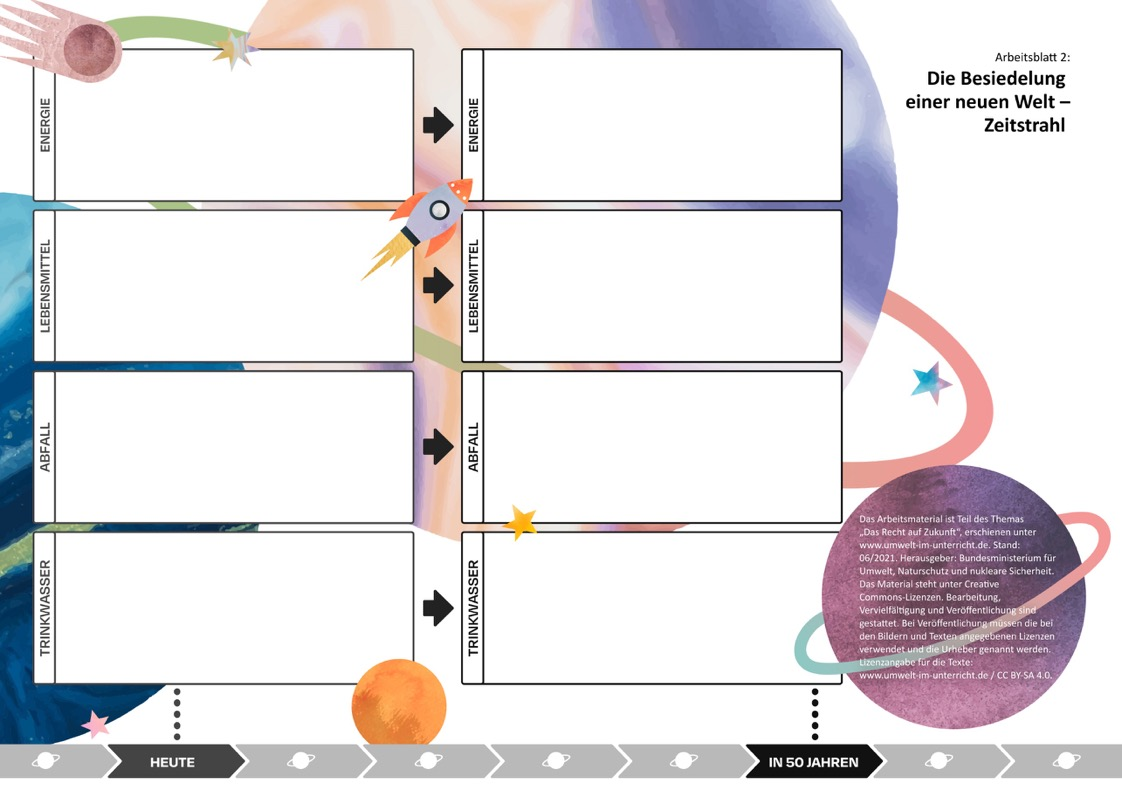 Arbeitsblatt 2:
Die Besiedelung
einer neuen Welt –
Zeitstrahl
ENERGIE
ENERGIE
LEBENSMITTEL
LEBENSMITTEL
ABFALL
ABFALL
TRINKWASSER
TRINKWASSER
Das Arbeitsmaterial ist Teil des Themas
„Das Recht auf Zukunft“, erschienen unter
www.umwelt-im-unterricht.de. Stand:
06/2021. Herausgeber: Bundesministerium für
Umwelt, Naturschutz und nukleare Sicherheit.
Das Material steht unter Creative
Commons-Lizenzen. Bearbeitung,
Vervielfältigung und Veröffentlichung sind
gestattet. Bei Veröffentlichung müssen die bei
den Bildern und Texten angegebenen Lizenzen
verwendet und die Urheber genannt werden.
Lizenzangabe für die Texte:
www.umwelt-im-unterricht.de / CC BY-SA 4.0.
HEUTE
IN 50 JAHREN